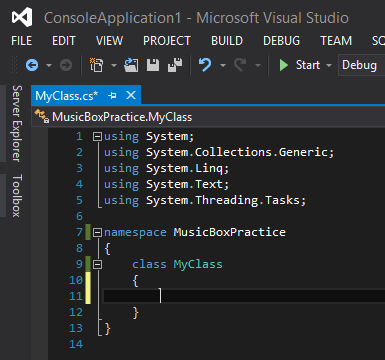 ConsoleApplication1 - Microsoft Visual Studio
FILE EDIT VIEW PROJECT BUILD DEBUG TEAM TOOLS
Start Debug
Server Explorer
Toolbox
MyClass.cs*
MusicBoxPractice.MyClass
1 using System;
2 using System.Collections.Generic;
3 using System.Linq;
4 using System.Text;
5 using System.Threading.Tasks;
6
7 namespace MusicBoxPractice
8 {
9 class MyClass
10 {
11
12 }
13 }
14